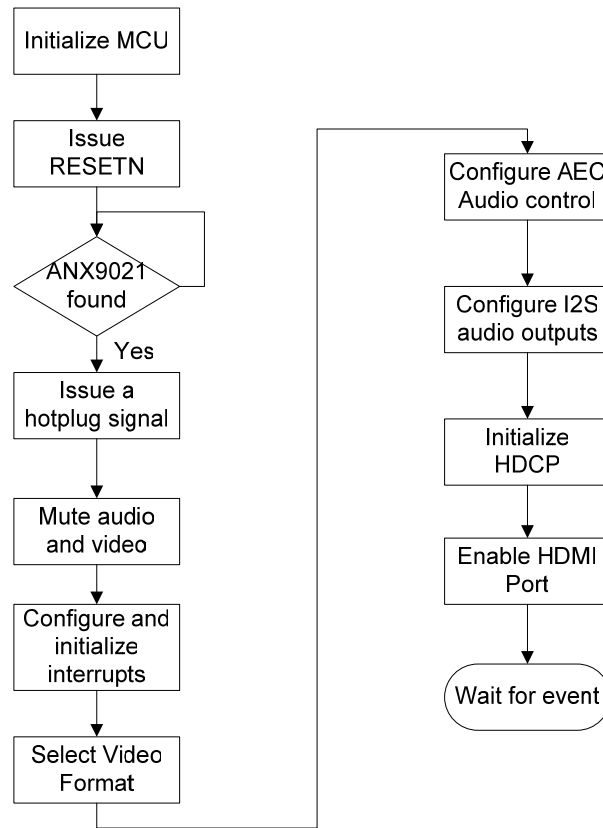 Initialize MCU
Issue
RESETN
ANX9021
found
Yes
Issue a
hotplug signal
Mute audio
and video
Configure and
initialize
interrupts
Select Video
Format
Configure AEC
Audio control
Configure I2S
audio outputs
Initialize
HDCP
Enable HDMI
Port
Wait for event